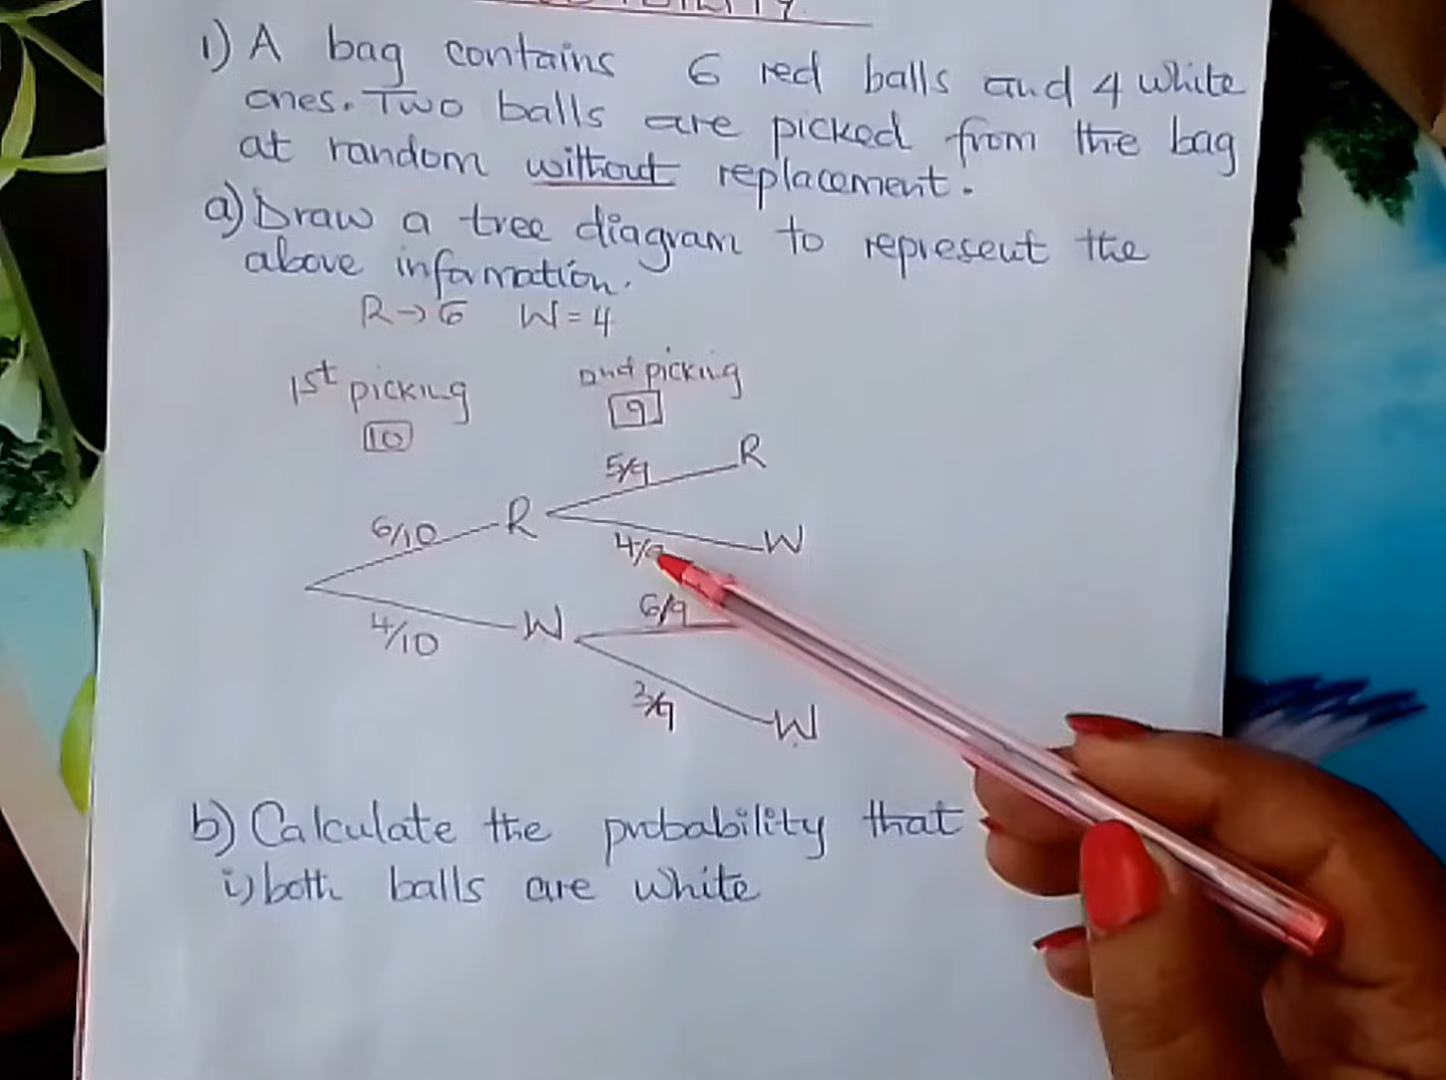 1) A bag contains 6 red balls and 4 white
ones. Two balls are picked from the bag
at random without replacement.
a) Draw a tree diagram to represent the
above information.
R → 6 W = 4
1st picking 2nd picking
10 9
5/9 R
6/10 R
4/9 W
6/9
4/10 W
3/9 W
b) Calculate the probability that
i) both balls are white